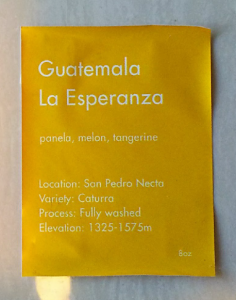 Guatemala
La Esperanza
panela, melon, tangerine
Location: San Pedro Necta
Variety: Caturra
Process: Fully washed
Elevation: 1325-1575m
8oz